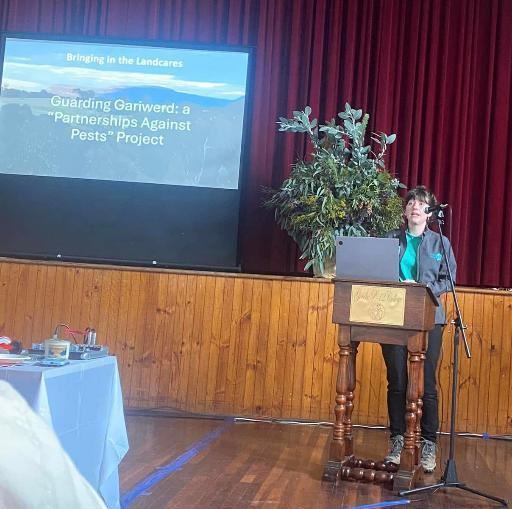 Bringing in the Landcares
Guarding Gariwerd: a
"Partnerships Against
Pests" Project